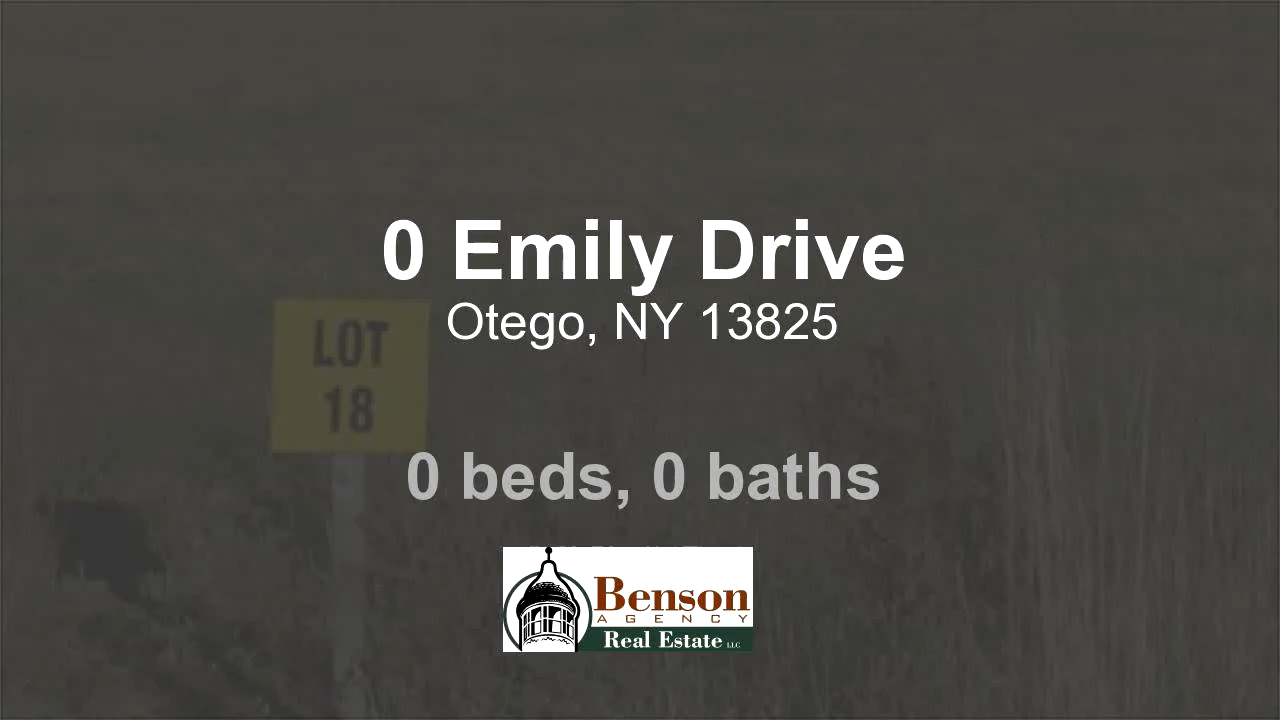 0 Emily Drive
Otego, NY 13825
LOT
18
0 beds, 0 baths
Benson
AGENCY
Real Estate LLC